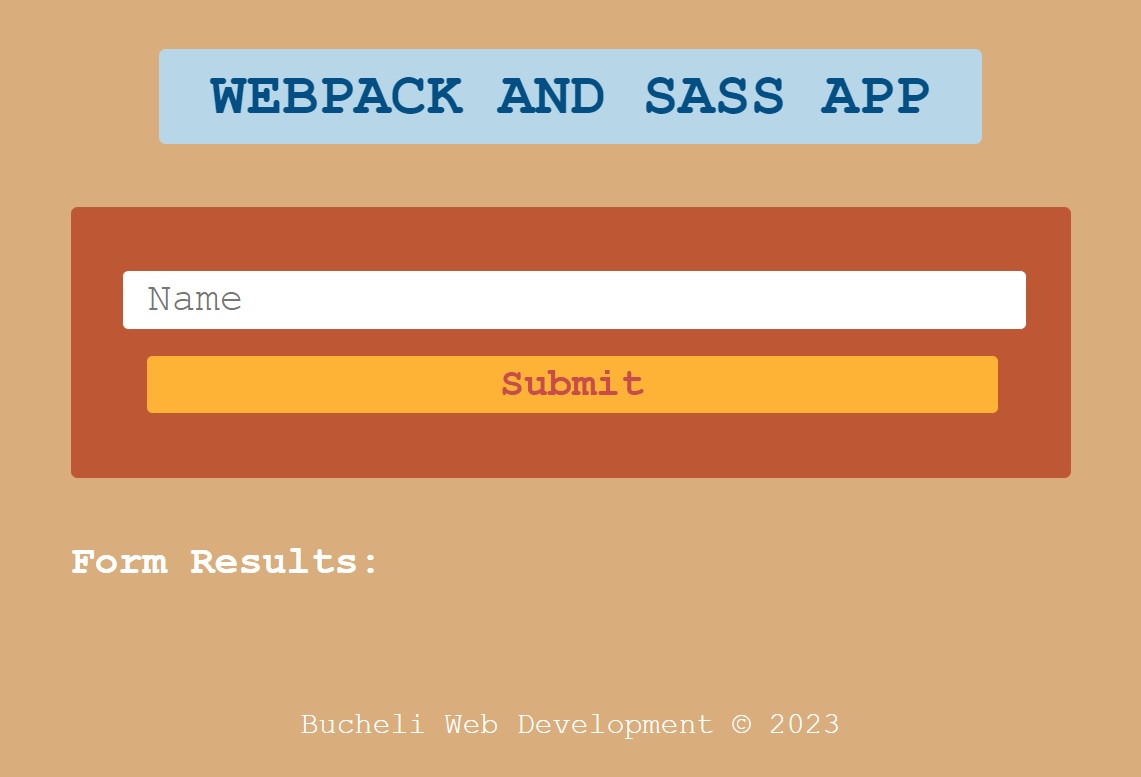 WEBPACK AND SASS APP
Name
Submit
Form Results:
Bucheli Web Development © 2023